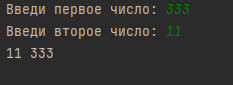 Введи первое число: 333
Введи второе число: 11
11 333